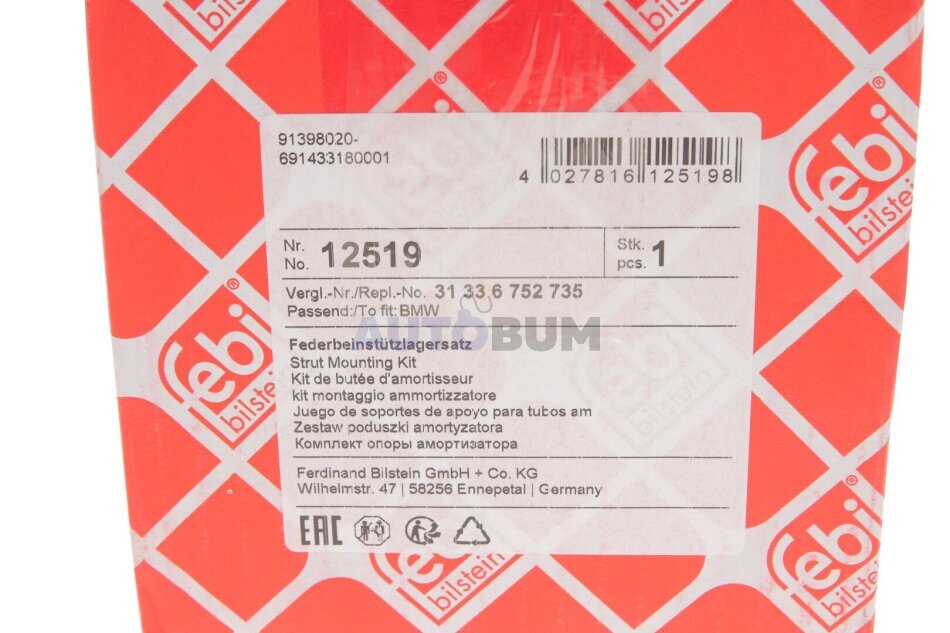 91398020-
691433180001
4 027816 125198
Nr.
No. 12519
Stk.
pcs. 1
Vergl.-Nr./Repl.-No. 31 33 6 752 735
Passend:/To fit: BMW
AUTOBUM
Federbeinstützlagersatz
Strut Mounting Kit
Kit de butée d'amortisseur
kit montaggio ammortizzatore
Juego de soportes de apoyo para tubos am
Zestaw poduszki amortyzatora
Комплект опоры амортизатора
Ferdinand Bilstein GmbH + Co. KG
Wilhelmstr. 47 | 58256 Ennepetal | Germany
EAC
febi®
bilstein
febi®
bilstein
febi®
bilstein
febi
bilstein
febi
bilstein
febi
bilstein